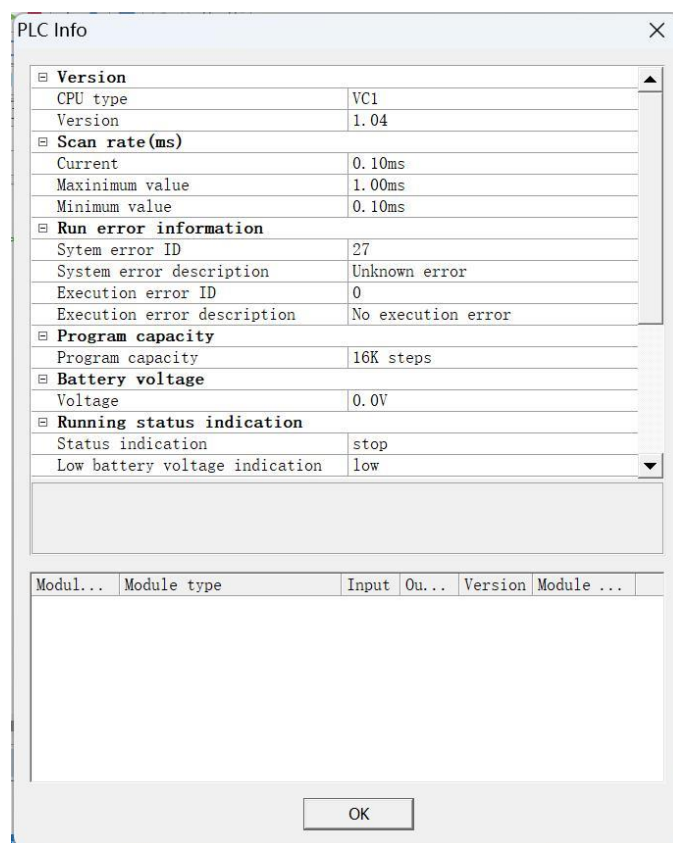 PLC Info
Version
CPU type VC1
Version 1.04
Scan rate(ms)
Current 0.10ms
Maxinimum value 1.00ms
Minimum value 0.10ms
Run error information
Sytem error ID 27
System error description Unknown error
Execution error ID 0
Execution error description No execution error
Program capacity
Program capacity 16K steps
Battery voltage
Voltage 0.0V
Running status indication
Status indication stop
Low battery voltage indication low
Modul... Module type Input Ou... Version Module ...
OK